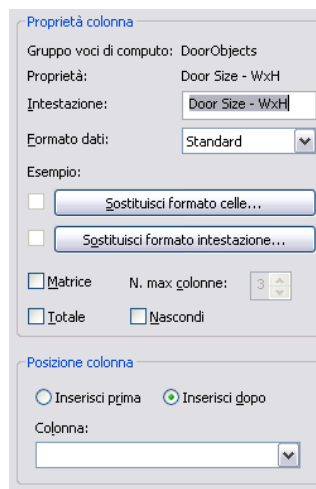 Proprietà colonna
Gruppo voci di computo: DoorObjects
Proprietà: Door Size - WxH
Intestazione: Door Size - WxH
Formato dati: Standard
Esempio:
Sostituisci formato celle...
Sostituisci formato intestazione...
Matrice N. max colonne: 3
Totale Nascondi
Posizione colonna
Inserisci prima Inserisci dopo
Colonna: